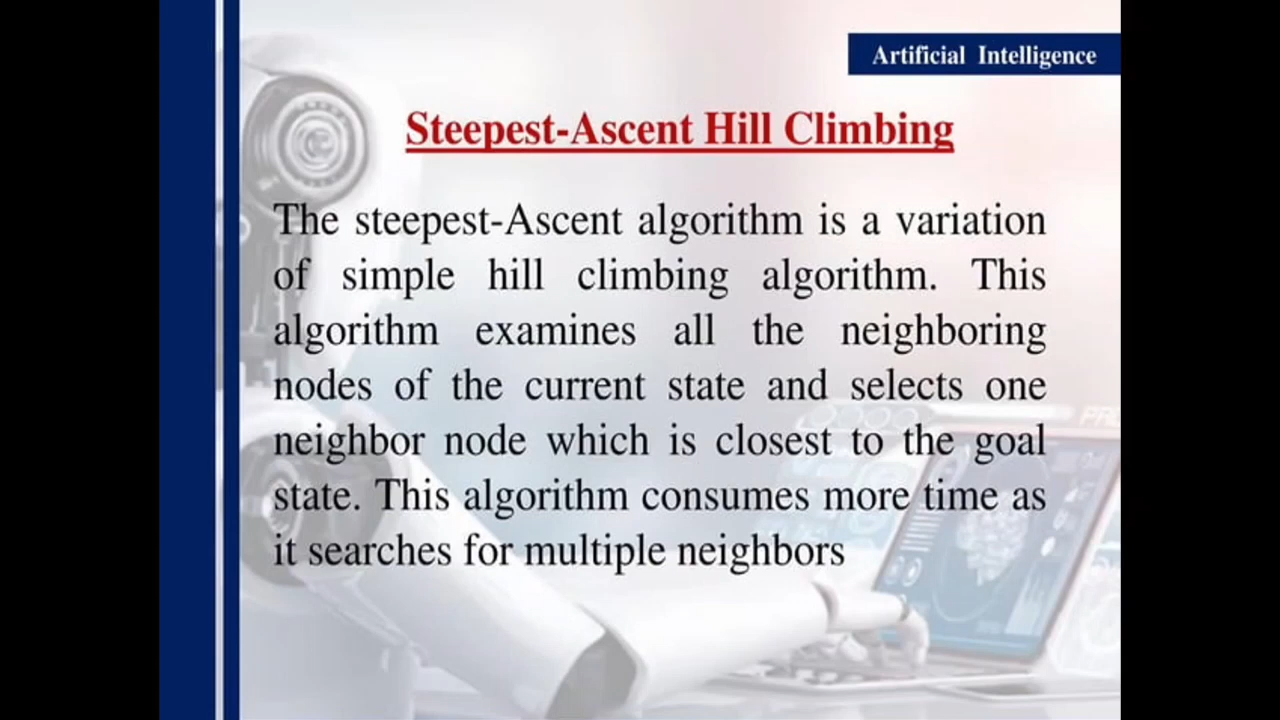 Artificial Intelligence
Steepest-Ascent Hill Climbing
The steepest-Ascent algorithm is a variation
of simple hill climbing algorithm. This
algorithm examines all the neighboring
nodes of the current state and selects one
neighbor node which is closest to the goal
state. This algorithm consumes more time as
it searches for multiple neighbors